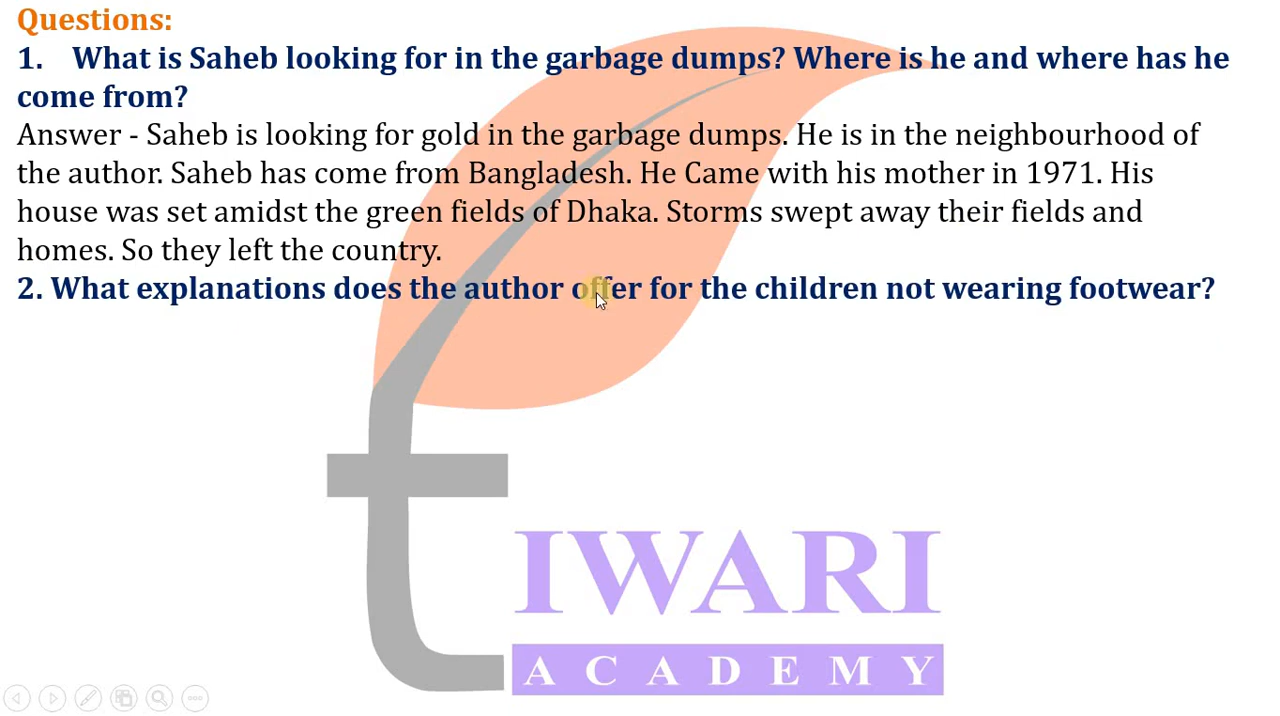 Questions:
1. What is Saheb looking for in the garbage dumps? Where is he and where has he
come from?
Answer - Saheb is looking for gold in the garbage dumps. He is in the neighbourhood of
the author. Saheb has come from Bangladesh. He Came with his mother in 1971. His
house was set amidst the green fields of Dhaka. Storms swept away their fields and
homes. So they left the country.
2. What explanations does the author offer for the children not wearing footwear?
tIWARI
ACADEMY